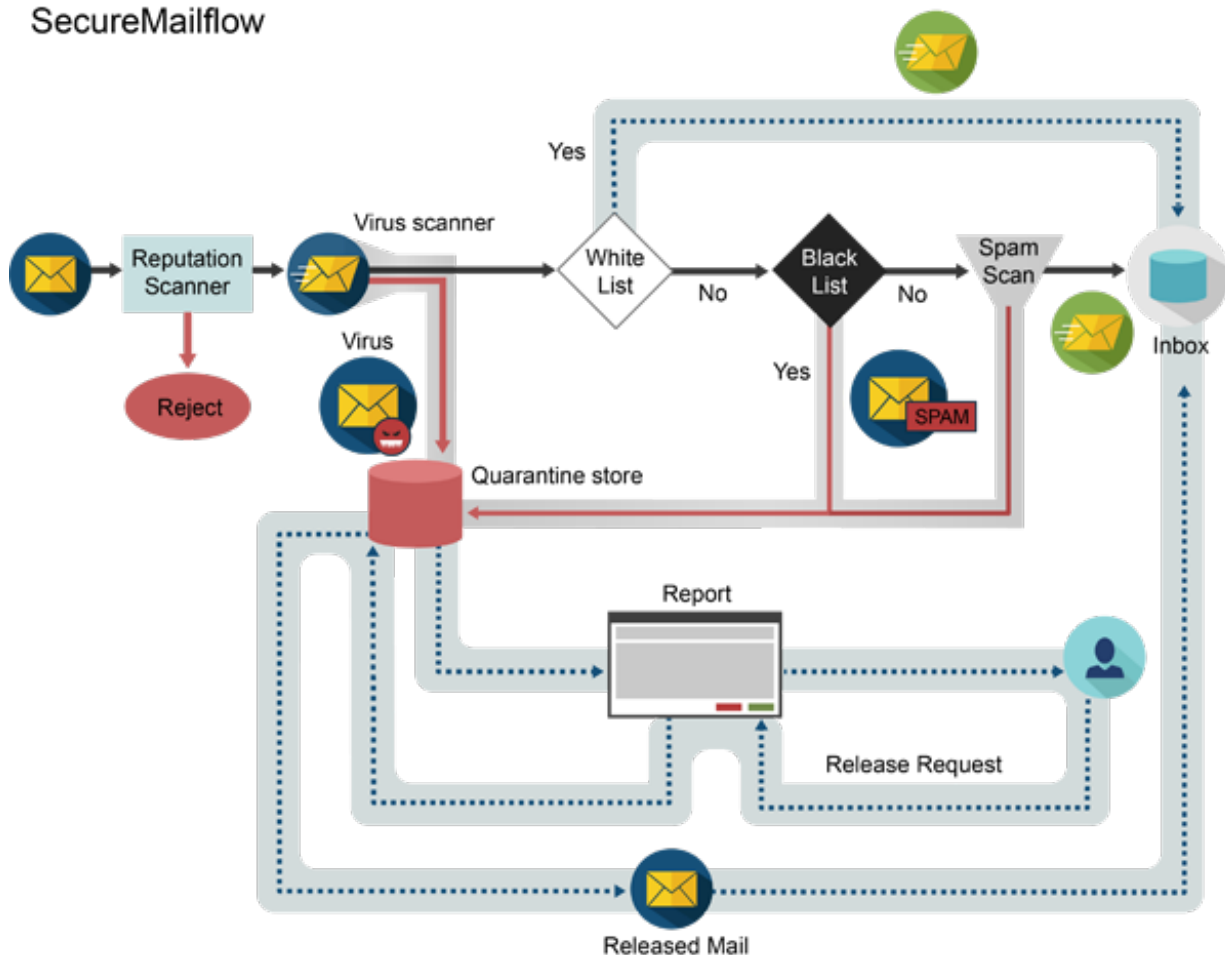 SecureMailflow
Yes
Virus scanner
Reputation
Scanner
White
List
No
Black
List
No
Spam
Scan
Inbox
Virus
Yes
Reject
SPAM
Quarantine store
Report
Release Request
Released Mail